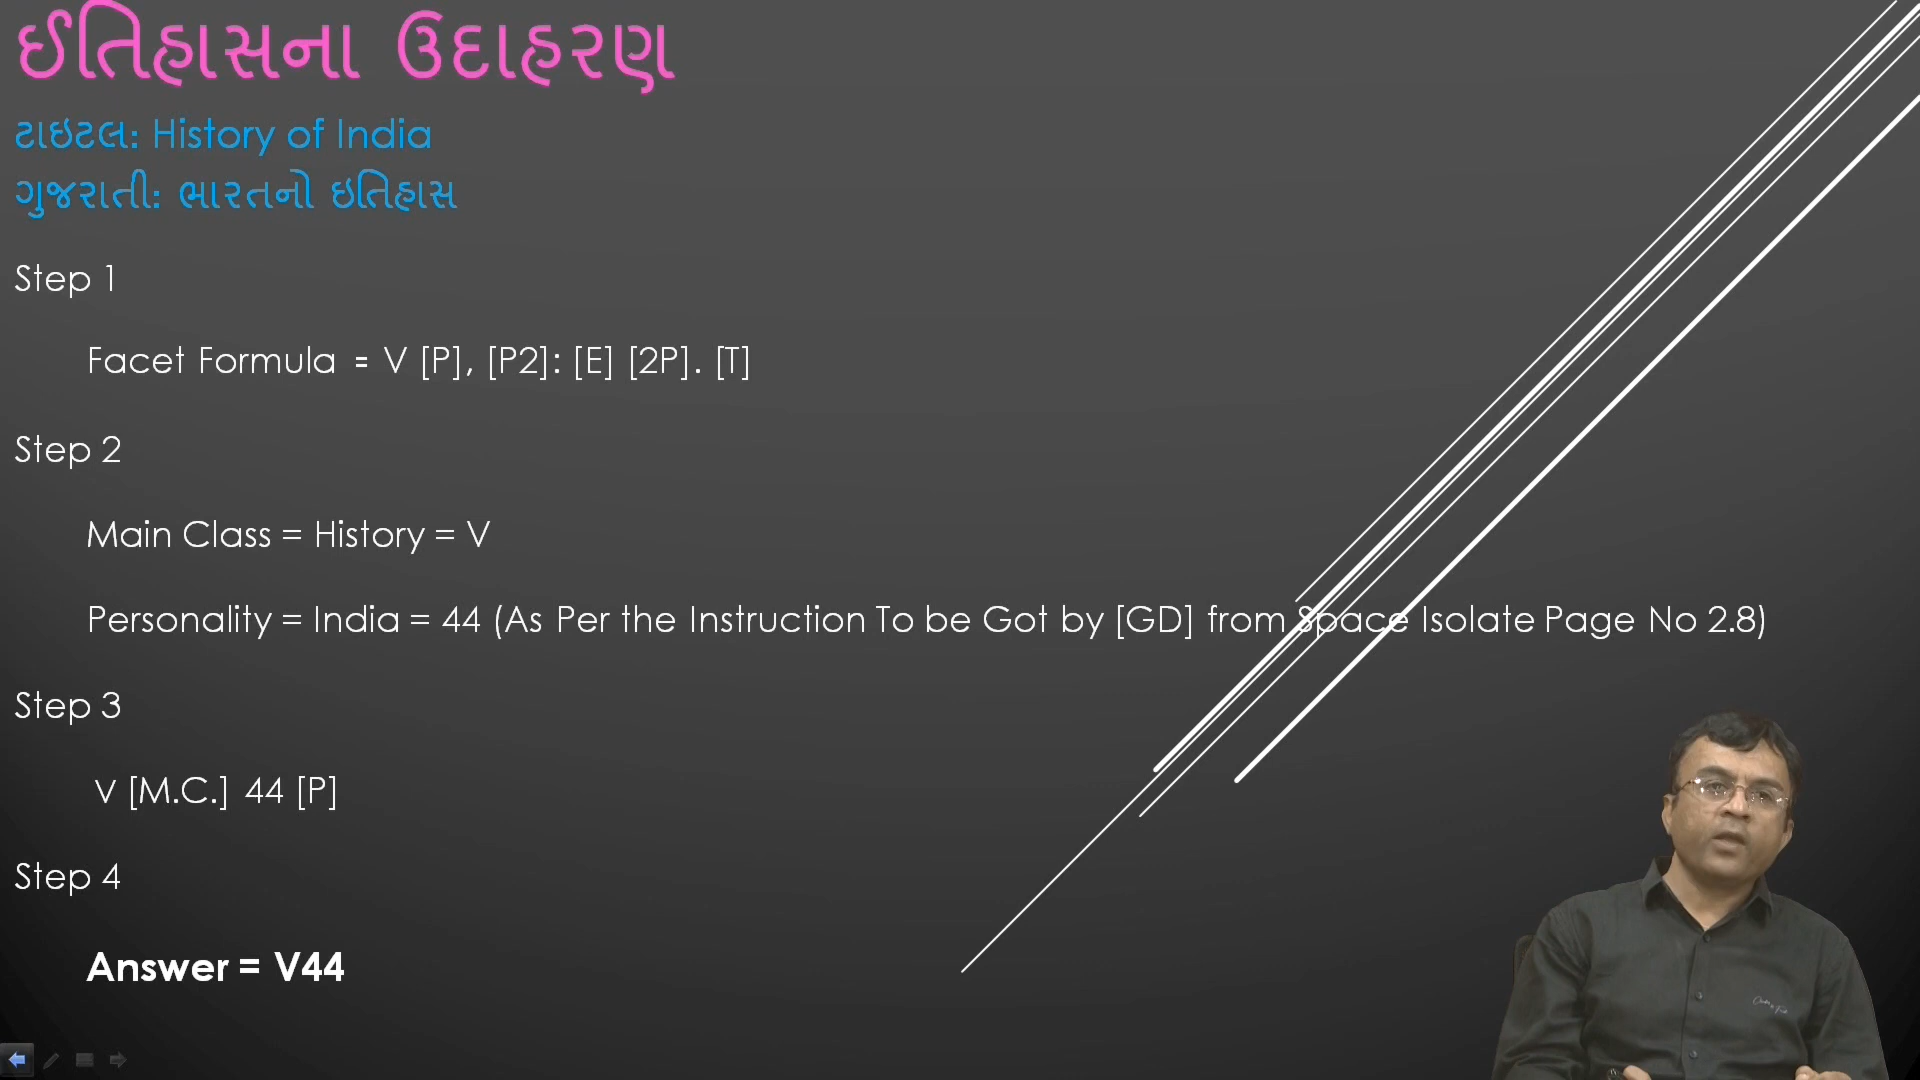 ઈતિહાસના ઉદાહરણ
ટાઇટલ: History of India
ગુજરાતી: ભારતનો ઇતિહાસ
Step 1
Facet Formula = V [P], [P2]: [E] [2P]. [T]
Step 2
Main Class = History = V
Personality = India = 44 (As Per the Instruction To be Got by [GD] from Space Isolate Page No 2.8)
Step 3
V [M.C.] 44 [P]
Step 4
Answer = V44